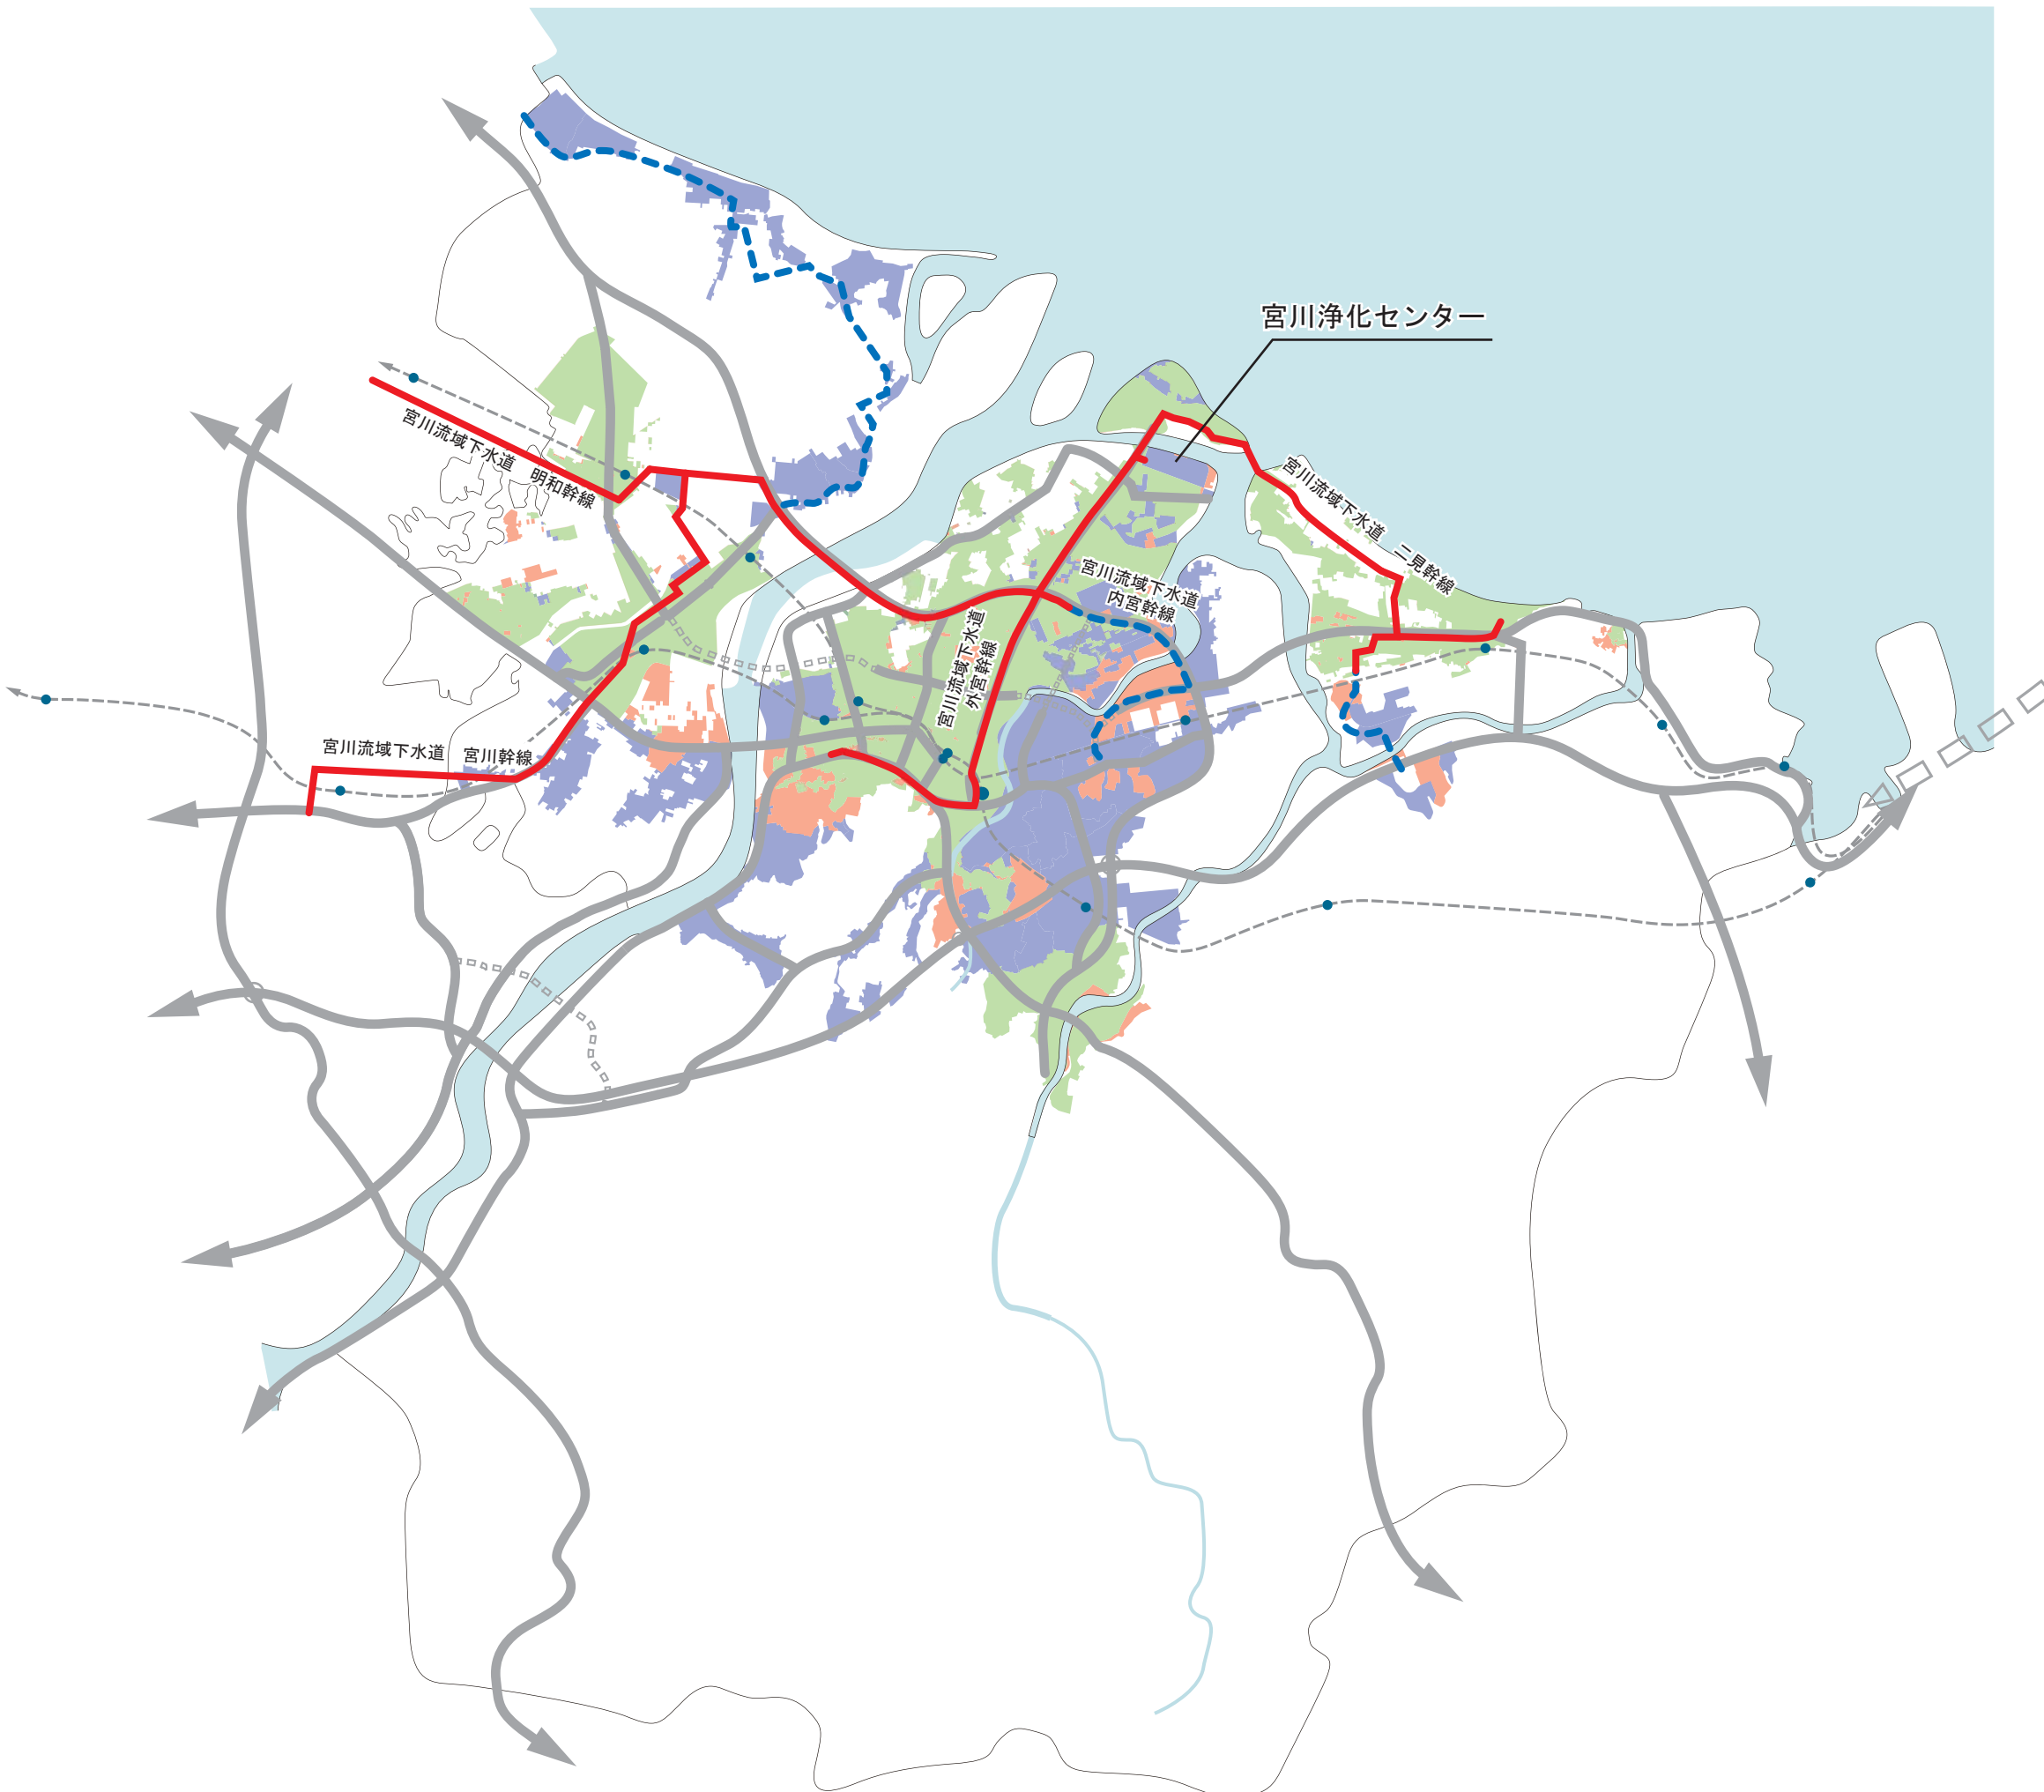 宮川浄化センター
宮川流域下水道　明和幹線
宮川流域下水道　二見幹線
宮川流域下水道
内宮幹線
宮川流域下水道
外宮幹線
宮川流域下水道　宮川幹線